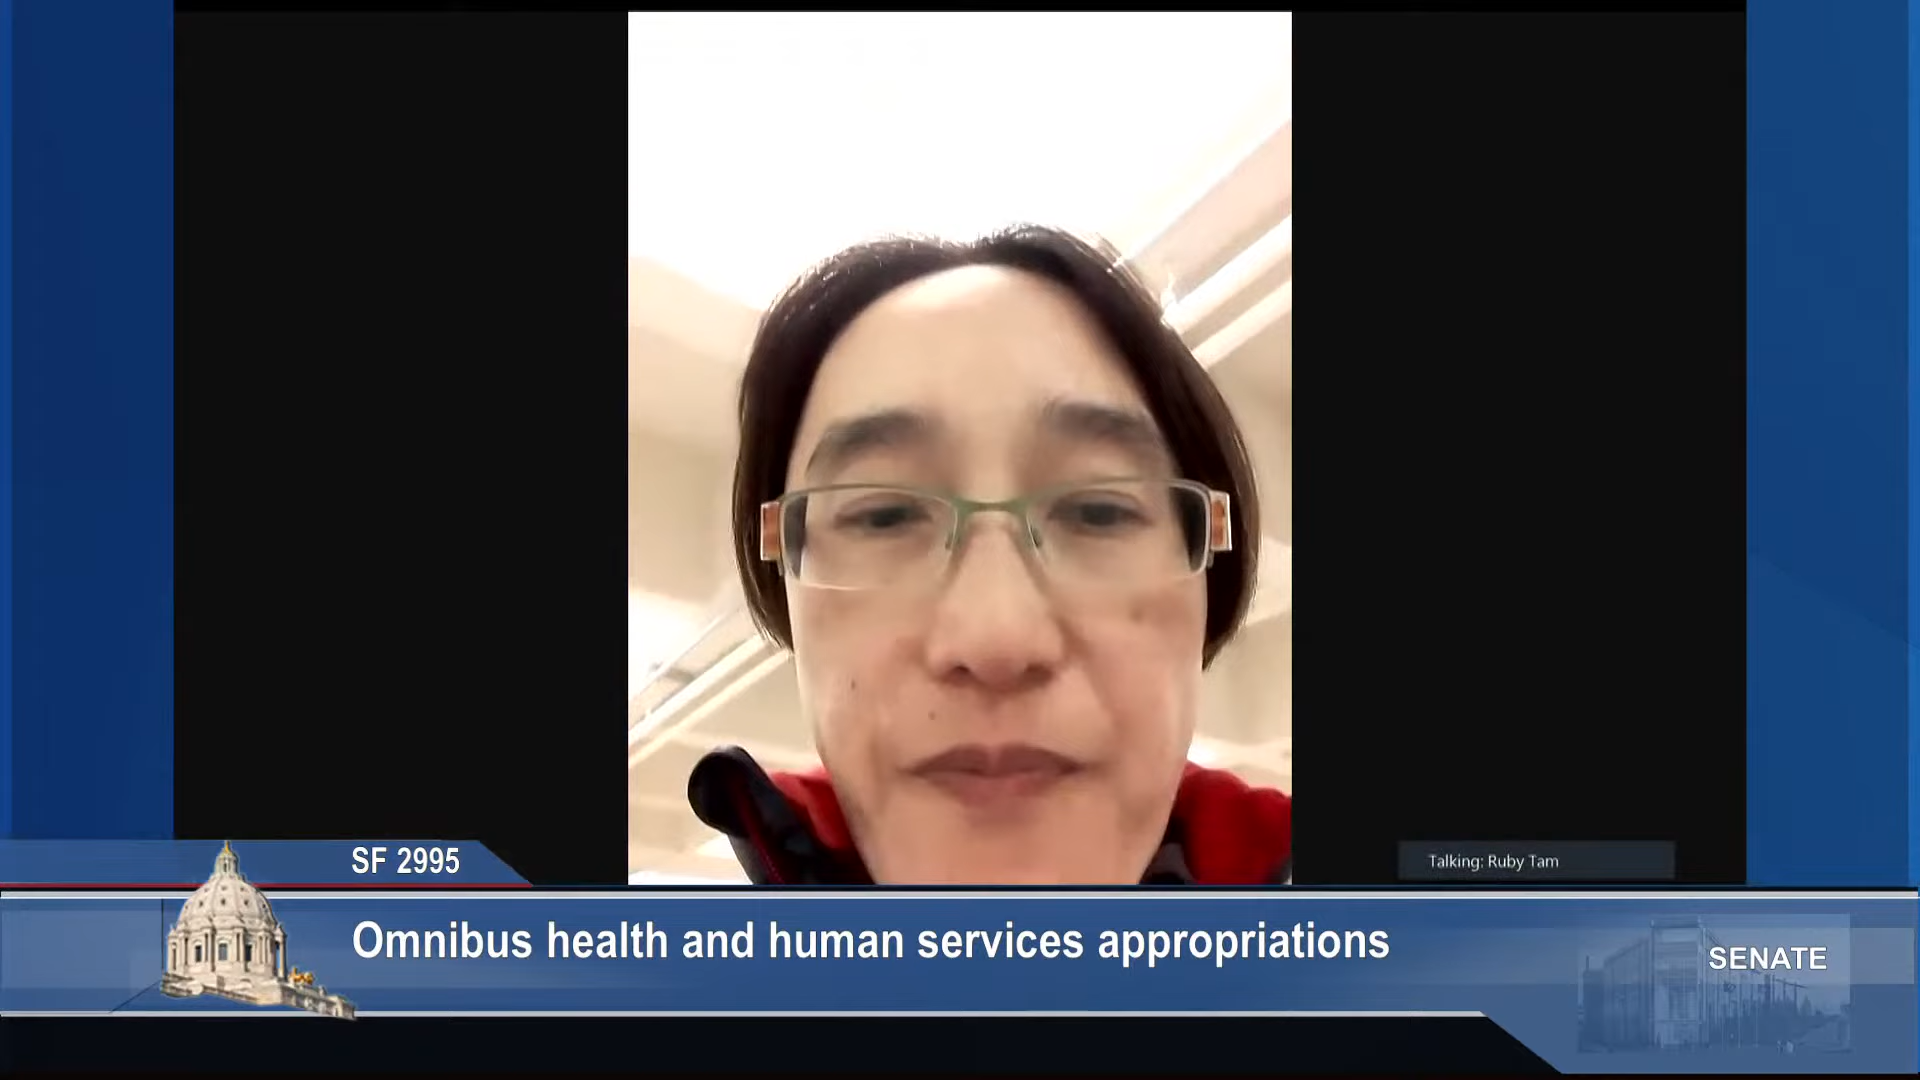 Talking: Ruby Tam
SF 2995
Omnibus health and human services appropriations
SENATE